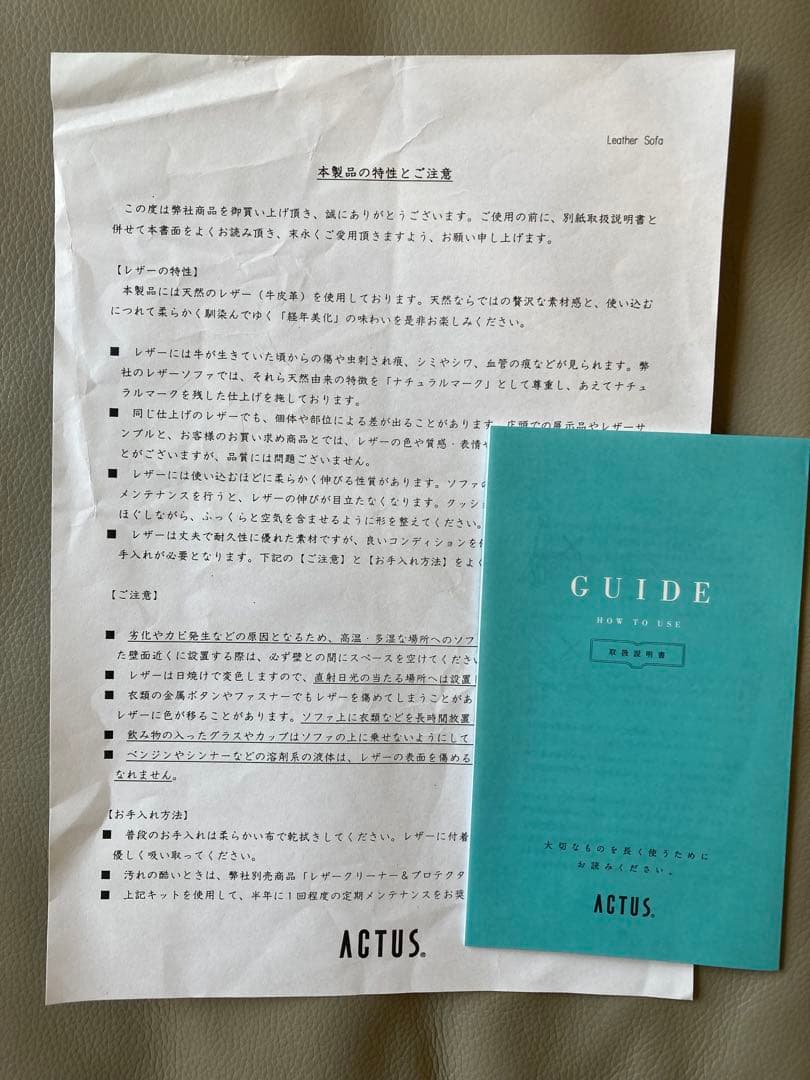 Leather Sofa
本製品の特性とご注意
この度は弊社商品を御買い上げ頂き、誠にありがとうございます。ご使用の前に、別紙取扱説明書と
併せて本書面をよくお読み頂き、末永くご愛用頂きますよう、お願い申し上げます。
【レザーの特性】
本製品には天然のレザー（牛皮革）を使用しております。天然ならではの贅沢な素材感と、使い込む
につれて柔らかく馴染んでゆく「経年美化」の味わいを是非お楽しみください。
■ レザーには牛が生きていた頃からの傷や虫刺され痕、シミやシワ、血管の痕などが見られます。弊
社のレザーソファでは、それら天然由来の特徴を「ナチュラルマーク」として尊重し、あえてナチュ
ラルマークを残した仕上げを施しております。
■ 同じ仕上げのレザーでも、個体や部位による差が出ることがあります。店頭での展示品やレザーサ
ンプルと、お客様のお買い求め商品とでは、レザーの色や質感・表情や
とがございますが、品質には問題ございません。
■ レザーには使い込むほどに柔らかく伸びる性質があります。ソファの
メンテナンスを行うと、レザーの伸びが目立たなくなります。クッショ
ほぐしながら、ふっくらと空気を含ませるように形を整えてください。
■ レザーは丈夫で耐久性に優れた素材ですが、良いコンディションを
手入れが必要となります。下記の【ご注意】と【お手入れ方法】をよく
【ご注意】
■ 劣化やカビ発生などの原因となるため、高温・多湿な場所へのソフ
た壁面近くに設置する際は、必ず壁との間にスペースを空けてくださ
■ レザーは日焼けで変色しますので、直射日光の当たる場所へは設置し
■ 衣類の金属ボタンやファスナーでもレザーを傷めてしまうことがあ
レザーに色が移ることがあります。ソファ上に衣類などを長時間放置
■ 飲み物の入ったグラスやカップはソファの上に乗せないようにして
■ ベンジンやシンナーなどの溶剤系の液体は、レザーの表面を傷める
なれません。
【お手入れ方法】
■ 普段のお手入れは柔らかい布で乾拭きしてください。レザーに付着
優しく吸い取ってください。
■ 汚れの酷いときは、弊社別売商品「レザークリーナー＆プロテクタ
■ 上記キットを使用して、半年に１回程度の定期メンテナンスをお奨
ACTUS®
GUIDE
HOW TO USE
取扱説明書
大切なものを長く使うために
お読みください。
ACTUS®